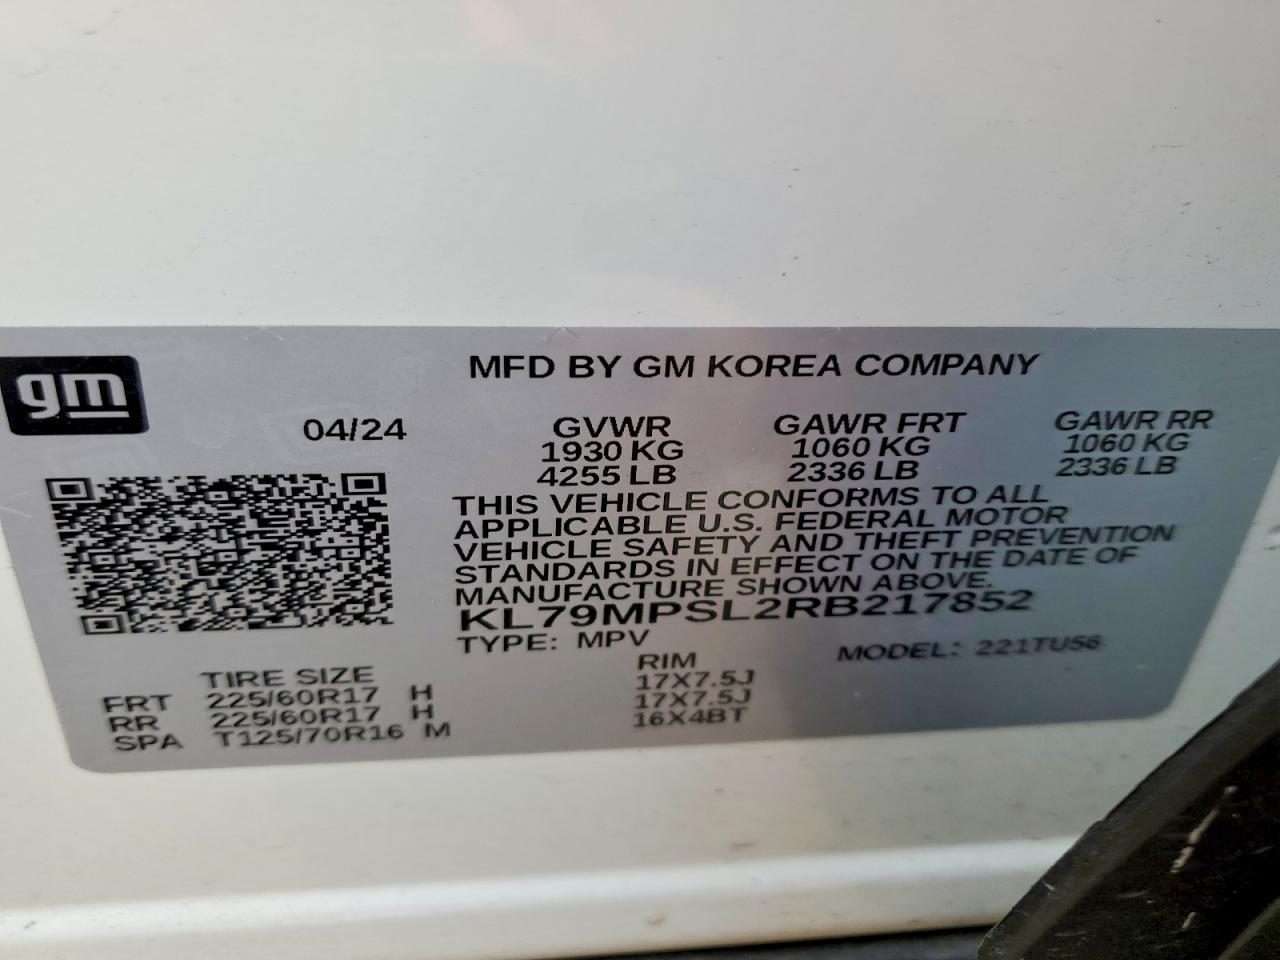 gm
MFD BY GM KOREA COMPANY
04/24
GVWR GAWR FRT GAWR RR
1930 KG 1060 KG 1060 KG
4255 LB 2336 LB 2336 LB
THIS VEHICLE CONFORMS TO ALL
APPLICABLE U.S. FEDERAL MOTOR
VEHICLE SAFETY AND THEFT PREVENTION
STANDARDS IN EFFECT ON THE DATE OF
MANUFACTURE SHOWN ABOVE.
KL79MPSL2RB217852
TYPE: MPV MODEL: 221TU56
TIRE SIZE RIM
FRT 225/60R17 H 17X7.5J
RR 225/60R17 H 17X7.5J
SPA T125/70R16 M 16X4BT